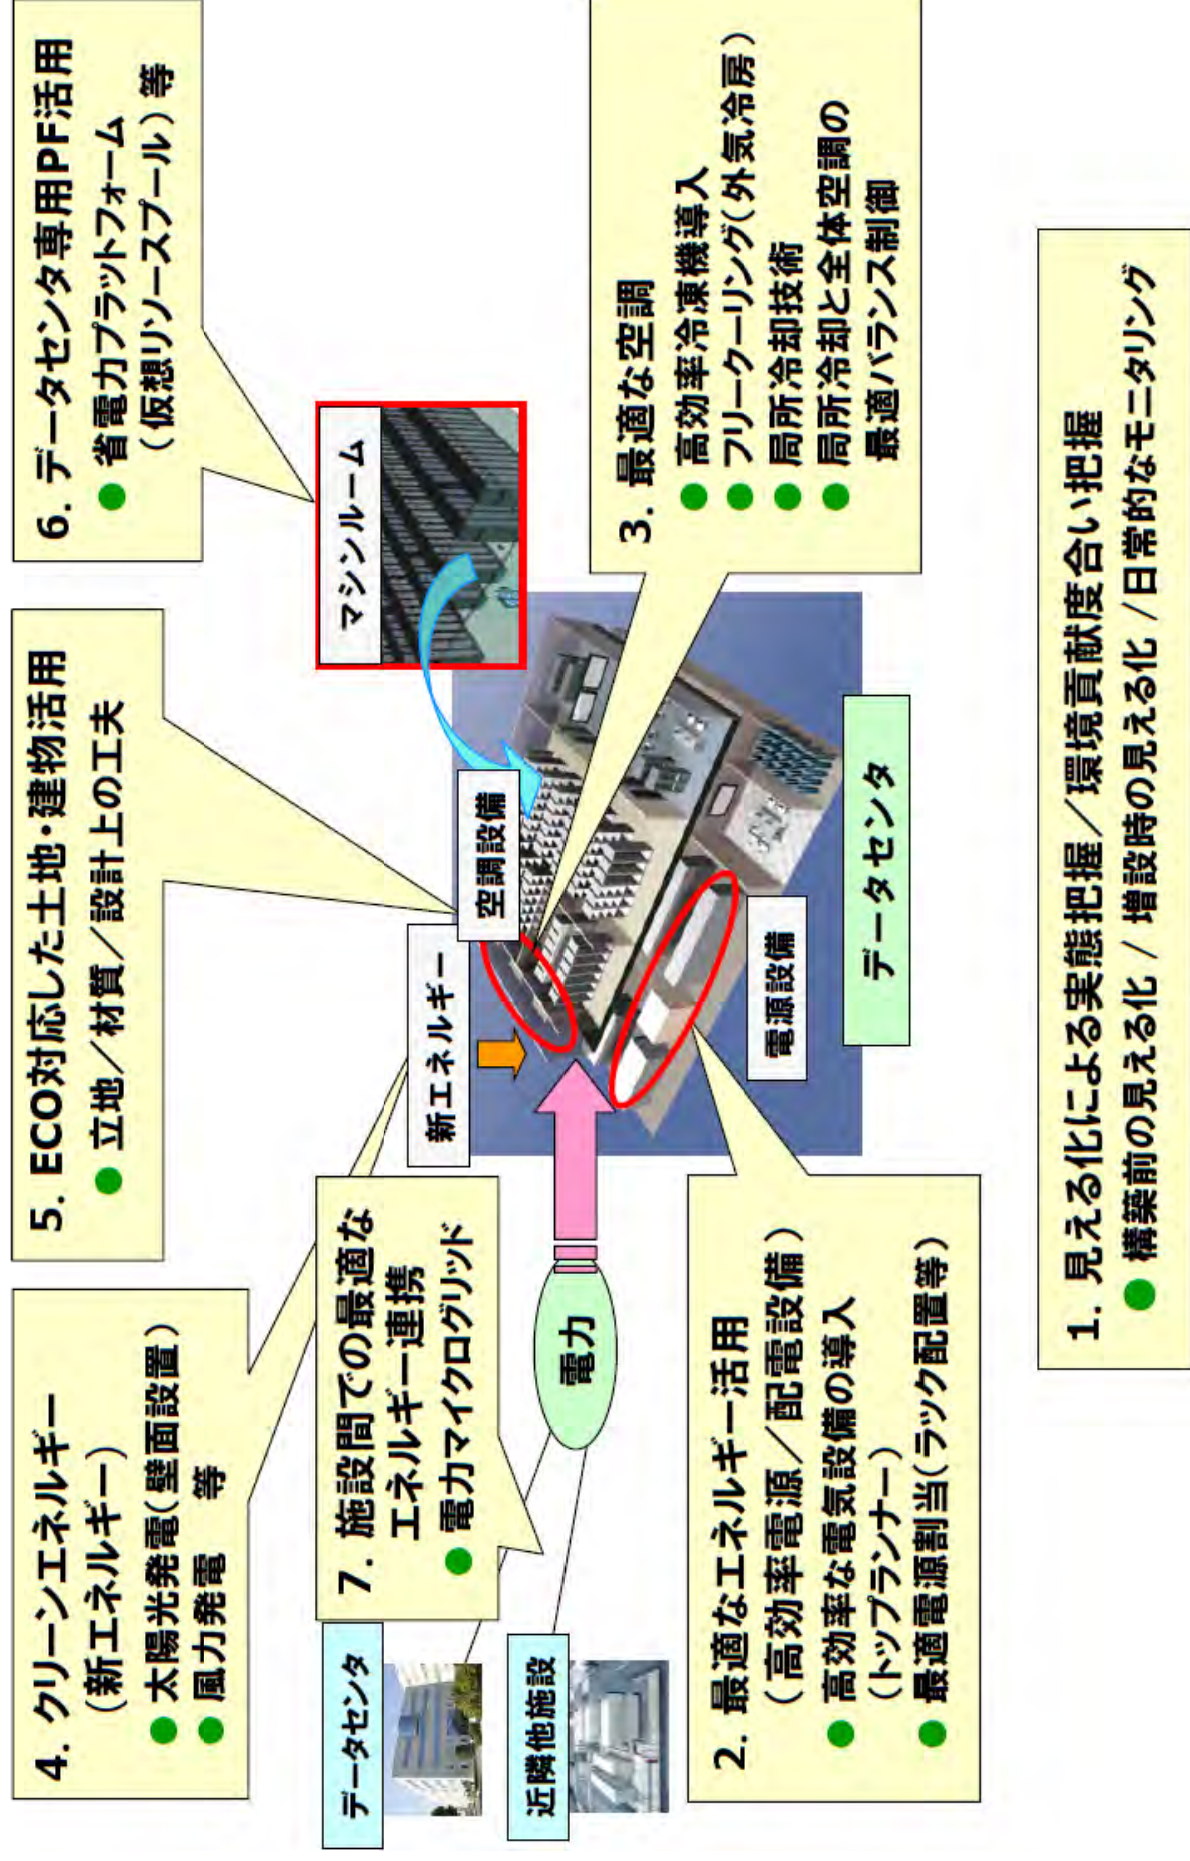 4. クリーンエネルギー
(新エネルギー)
● 太陽光発電(壁面設置)
● 風力発電　等
5. ECO対応した土地・建物活用
● 立地／材質／設計上の工夫
6. データセンタ専用PF活用
● 省電力プラットフォーム
(仮想リソースプール)等
7. 施設間での最適な
エネルギー連携
● 電力マイクログリッド
新エネルギー
空調設備
マシンルーム
データセンタ
近隣他施設
電力
電源設備
データセンタ
3. 最適な空調
● 高効率冷凍機導入
● フリークーリング(外気冷房)
● 局所冷却技術
● 局所冷却と全体空調の
最適バランス制御
2. 最適なエネルギー活用
(高効率電源／配電設備)
● 高効率な電気設備の導入
(トップランナー)
● 最適電源割当(ラック配置等)
1. 見える化による実態把握／環境貢献度合い把握
● 構築前の見える化 / 増設時の見える化 /日常的なモニタリング